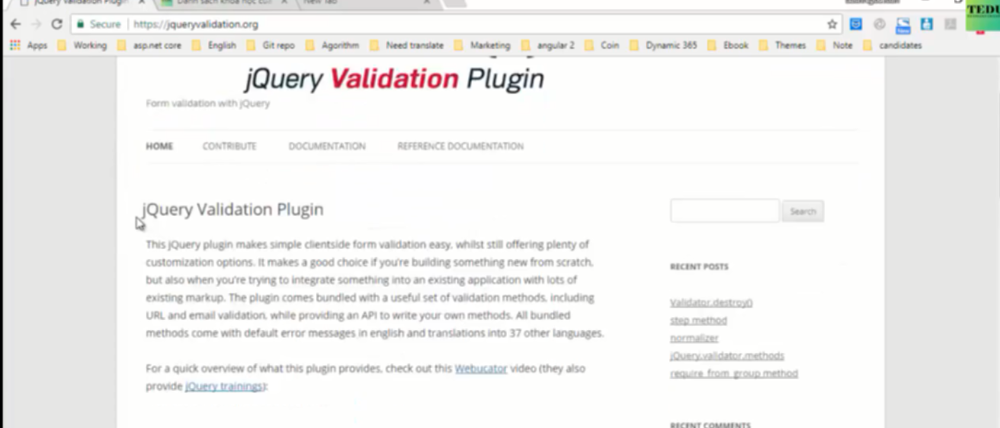 jQuery Validation Plugin
Danh sách khóa học của
New Tab
TEDU
Secure
https://jqueryvalidation.org
Apps Working asp.net core English Git repo Agorithm Need translate Marketing angular 2 Coin Dynamic 365 Ebook Themes Note candidates
jQuery Validation Plugin
Form validation with jQuery
HOME CONTRIBUTE DOCUMENTATION REFERENCE DOCUMENTATION
jQuery Validation Plugin
Search
This jQuery plugin makes simple clientside form validation easy, whilst still offering plenty of
customization options. It makes a good choice if you're building something new from scratch,
but also when you're trying to integrate something into an existing application with lots of
existing markup. The plugin comes bundled with a useful set of validation methods, including
URL and email validation, while providing an API to write your own methods. All bundled
methods come with default error messages in english and translations into 37 other languages.
For a quick overview of what this plugin provides, check out this Webucator video (they also
provide jQuery trainings):
RECENT POSTS
Validator.destroy()
step method
normalizer
jQuery.validator.methods
require_from_group method
RECENT COMMENTS